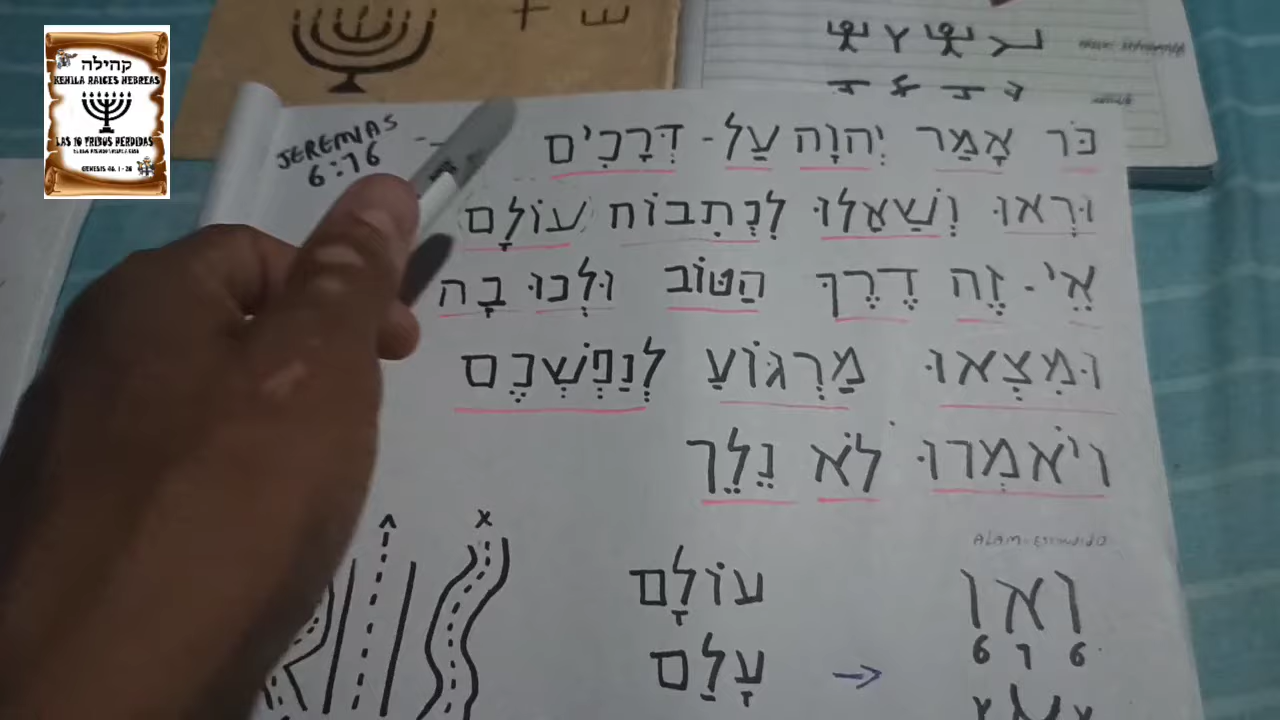 קהילה
KEHILA RAICES HEBREAS
LAS 10 TRIBUS PERDIDAS
GENESIS 46. 1 - 26
JEREMIAS
6:16
כֹּר אָמַר יְהוָה עַל- דְּרָכִים
וּרְאוּ וְשַׁאֲלוּ לִנְתִבוֹת עוֹלָם
אֵי- זֶה דֶרֶךְ הַטּוֹב וּלְכוּ בָהּ
וּמִצְאוּ מַרְגּוֹעַ לְנַפְשְׁכֶם
וַיֹּאמְרוּ לֹא נֵלֵךְ
ALAM-ESCONDIDO
עוֹלָם
ואו
6 1 6
עָלַם →